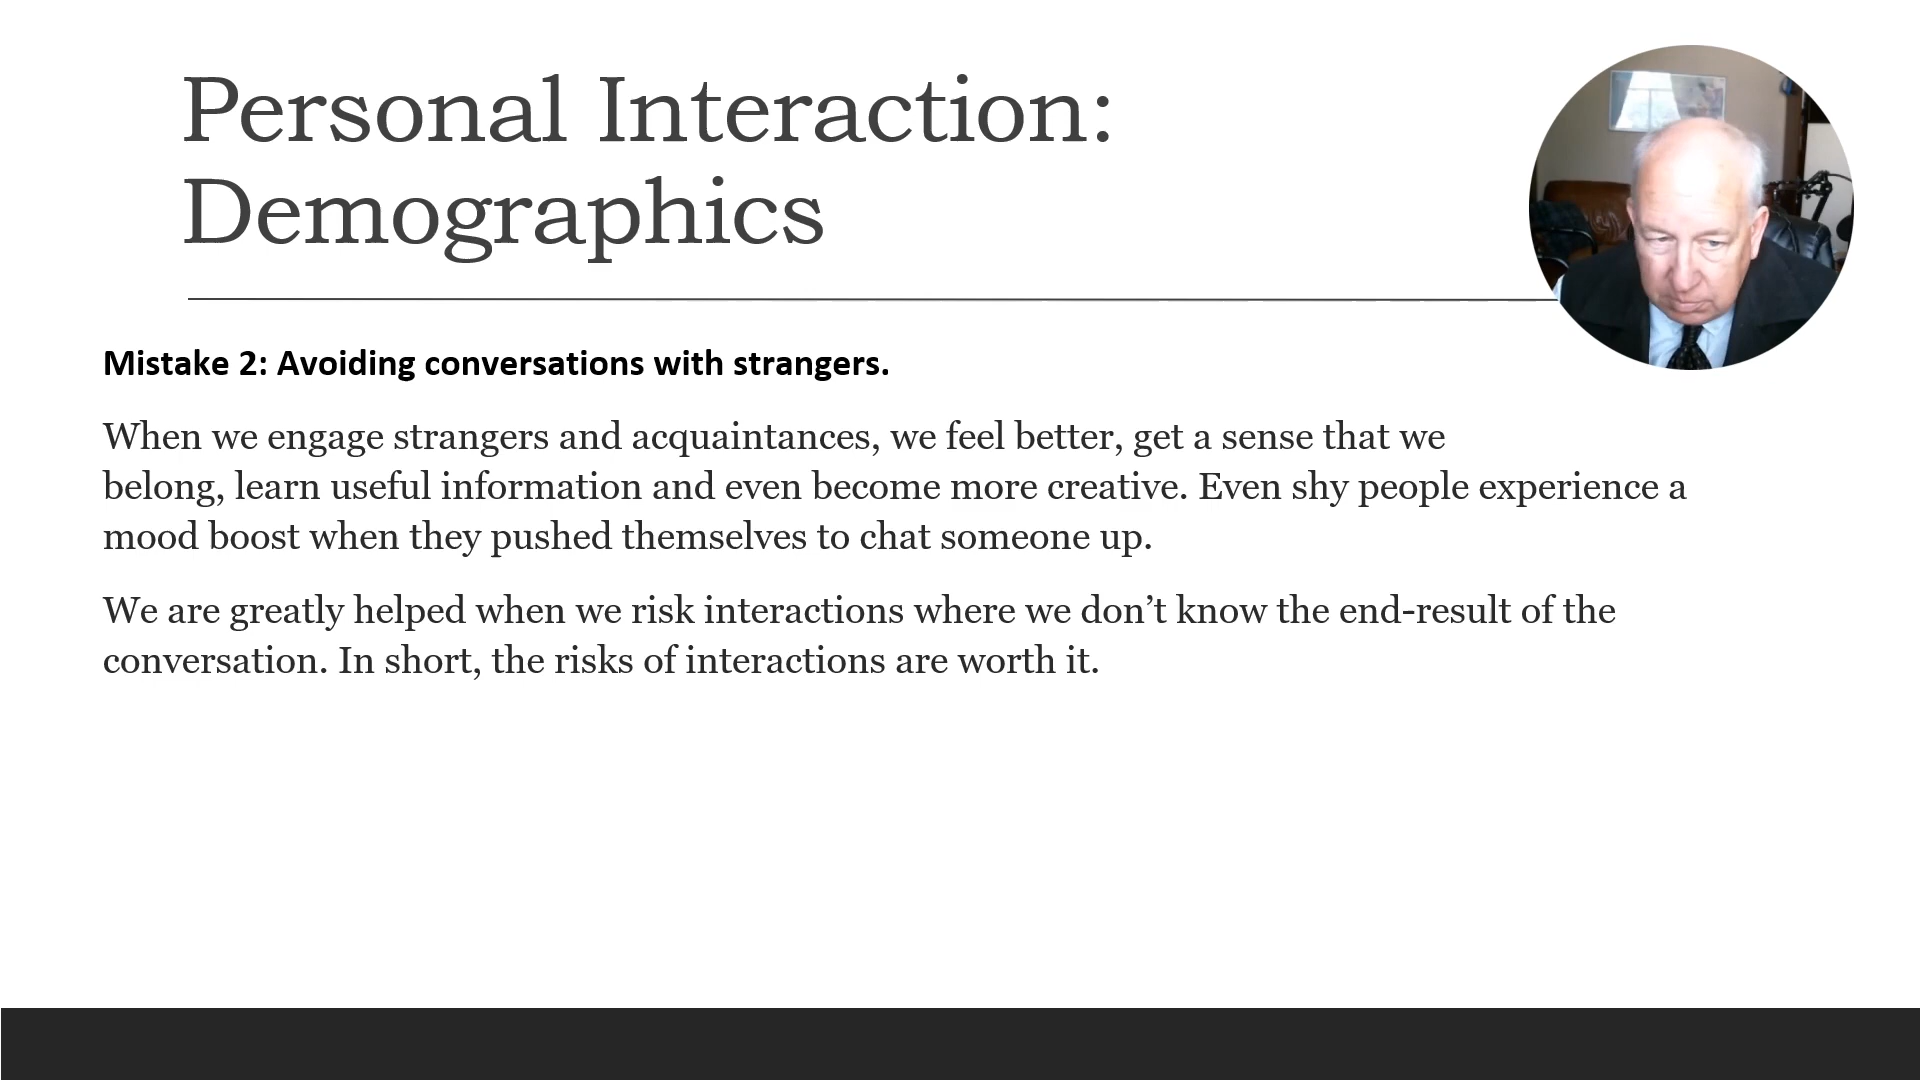 Personal Interaction:
Demographics
Mistake 2: Avoiding conversations with strangers.
When we engage strangers and acquaintances, we feel better, get a sense that we
belong, learn useful information and even become more creative. Even shy people experience a
mood boost when they pushed themselves to chat someone up.
We are greatly helped when we risk interactions where we don’t know the end-result of the
conversation. In short, the risks of interactions are worth it.